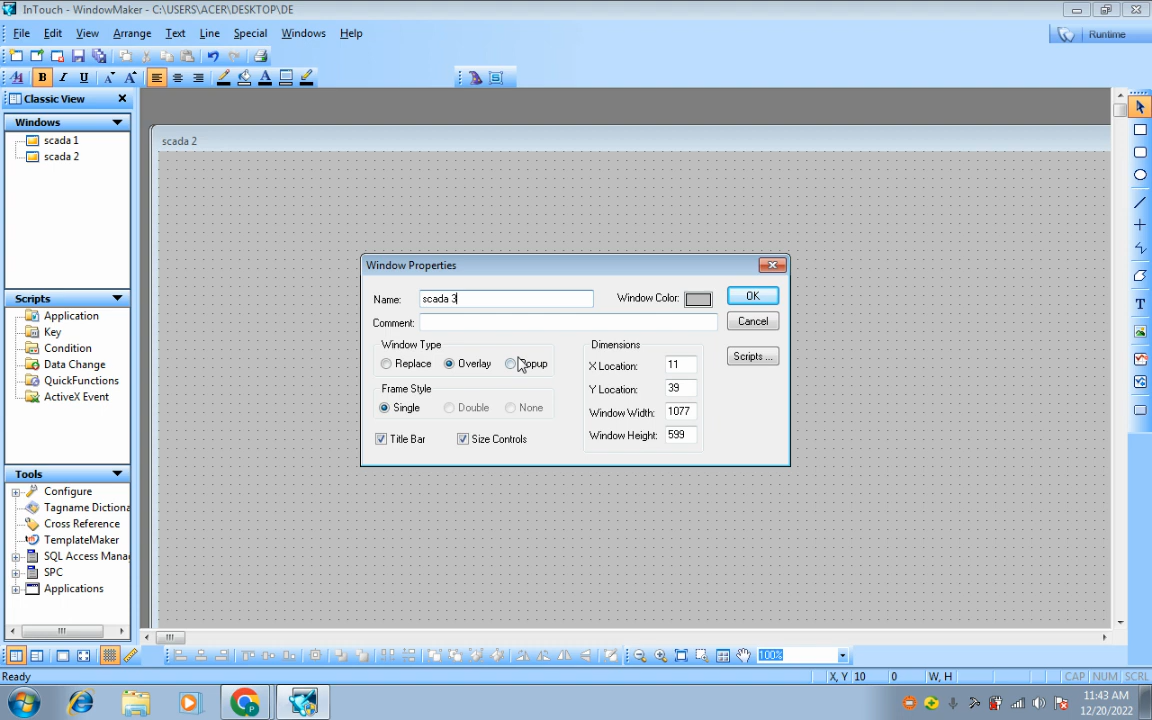 InTouch - WindowMaker - C:\USERS\ACER\DESKTOP\DE
File Edit View Arrange Text Line Special Windows Help
Runtime
Classic View
Windows
scada 1
scada 2
Scripts
Application
Key
Condition
Data Change
QuickFunctions
ActiveX Event
Tools
Configure
Tagname Dictiona
Cross Reference
TemplateMaker
SQL Access Mana
SPC
Applications
scada 2
Window Properties
Name: scada 3
Window Color:
OK
Comment:
Cancel
Window Type
Replace Overlay Popup
Frame Style
Single Double None
Title Bar Size Controls
Dimensions
X Location: 11
Y Location: 39
Window Width: 1077
Window Height: 599
Scripts ...
100%
Ready
X, Y 10 0 W, H
CAP NUM SCRL
11:43 AM
12/20/2022